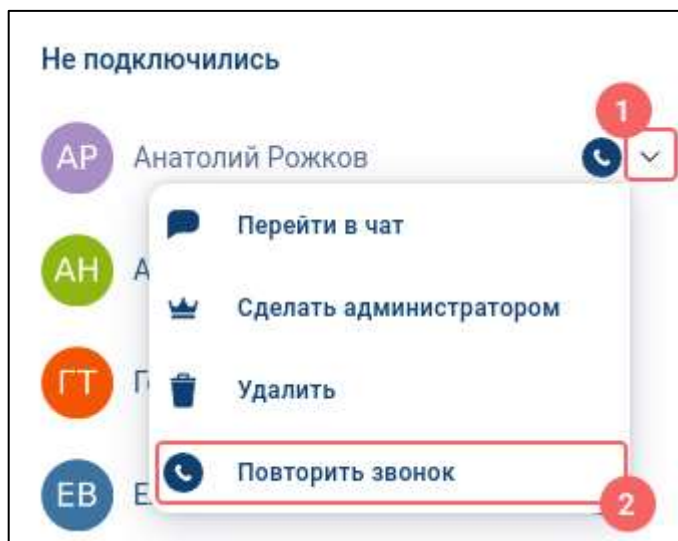 Не подключились
1
АР Анатолий Рожков
Перейти в чат
АН А
Сделать администратором
ГТ
Удалить
Повторить звонок
ЕВ Е
2